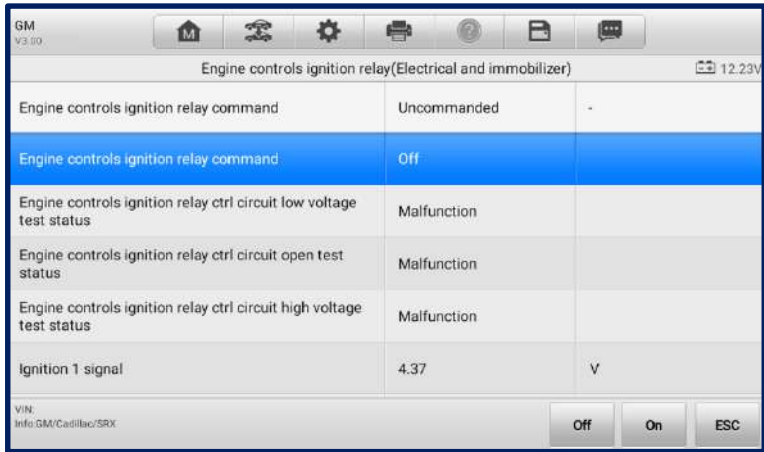 GM
V3.00
M
Engine controls ignition relay(Electrical and immobilizer)
12.23V
Engine controls ignition relay command
Uncommanded
-
Engine controls ignition relay command
Off
Engine controls ignition relay ctrl circuit low voltage
test status
Malfunction
Engine controls ignition relay ctrl circuit open test
status
Malfunction
Engine controls ignition relay ctrl circuit high voltage
test status
Malfunction
Ignition 1 signal
4.37
V
VIN:
Info:GM/Cadillac/SRX
Off
On
ESC